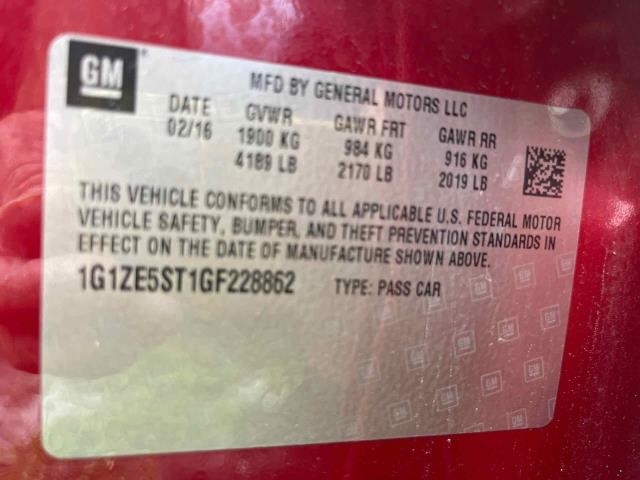 GM
MFD BY GENERAL MOTORS LLC
DATE GVWR GAWR FRT GAWR RR
02/16 1900 KG 984 KG 916 KG
4189 LB 2170 LB 2019 LB
THIS VEHICLE CONFORMS TO ALL APPLICABLE U.S. FEDERAL MOTOR
VEHICLE SAFETY, BUMPER, AND THEFT PREVENTION STANDARDS IN
EFFECT ON THE DATE OF MANUFACTURE SHOWN ABOVE.
1G1ZE5ST1GF228862 TYPE: PASS CAR